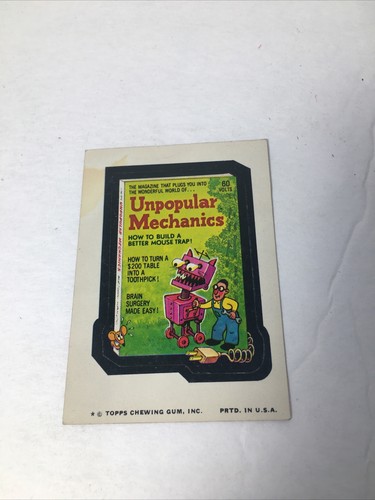 THE MAGAZINE THAT PLUGS YOU INTO
THE WONDERFUL WORLD OF...
60
VOLTS
Unpopular
Mechanics
HOW TO BUILD A
BETTER MOUSE TRAP!
HOW TO TURN A
$200 TABLE
INTO A
TOOTHPICK!
BRAIN
SURGERY
MADE EASY!
* © TOPPS CHEWING GUM, INC. PRTD. IN U.S.A.